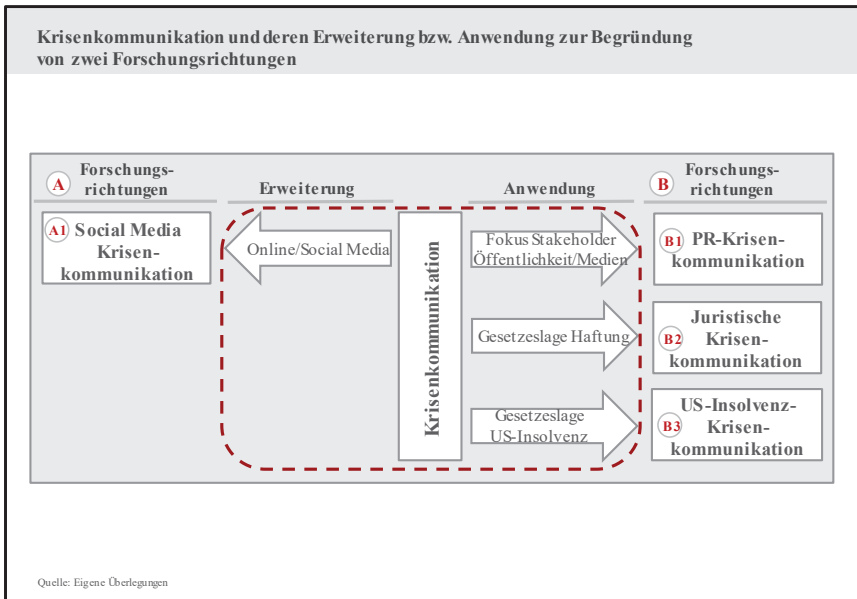 Krisenkommunikation und deren Erweiterung bzw. Anwendung zur Begründung
von zwei Forschungsrichtungen
A
Forschungs-
richtungen
Erweiterung
Anwendung
B
Forschungs-
richtungen
A1
Social Media
Krisen-
kommunikation
Online/Social Media
Krisenkommunikation
Fokus Stakeholder
Öffentlichkeit/Medien
B1
PR-Krisen-
kommunikation
Gesetzeslage Haftung
B2
Juristische
Krisen-
kommunikation
Gesetzeslage
US-Insolvenz
B3
US-Insolvenz-
Krisen-
kommunikation
Quelle: Eigene Überlegungen